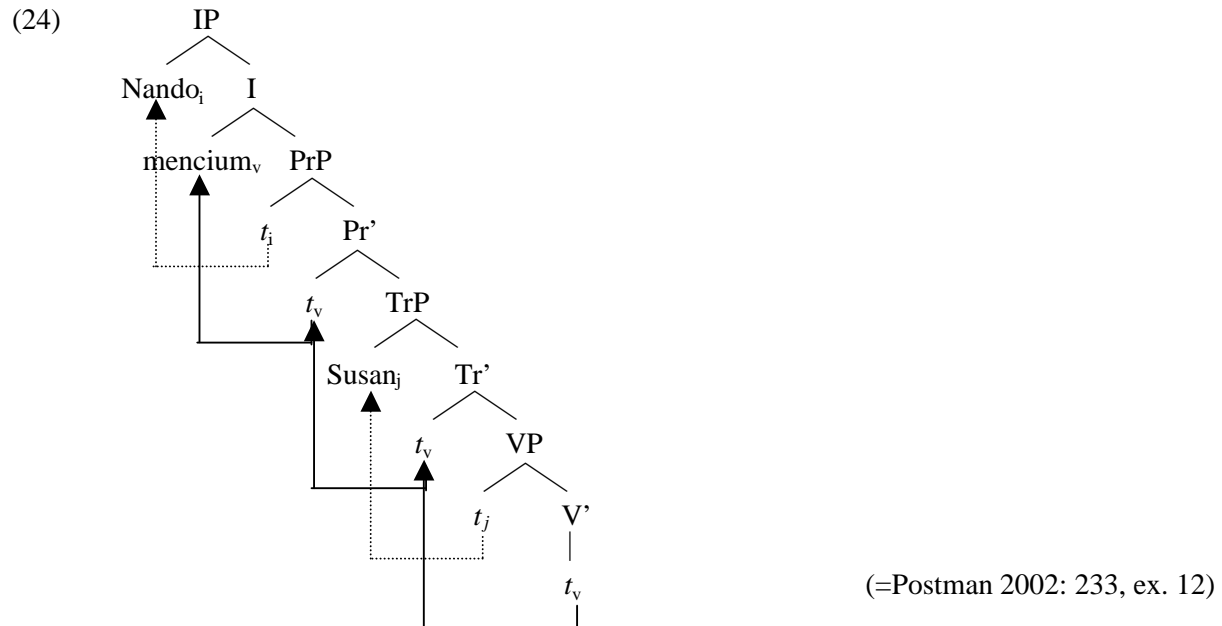 (24) IP
Nandoᵢ I
menciumᵥ PrP
tᵢ Pr’
tᵥ TrP
Susanⱼ Tr’
tᵥ VP
tⱼ V’
tᵥ (=Postman 2002: 233, ex. 12)